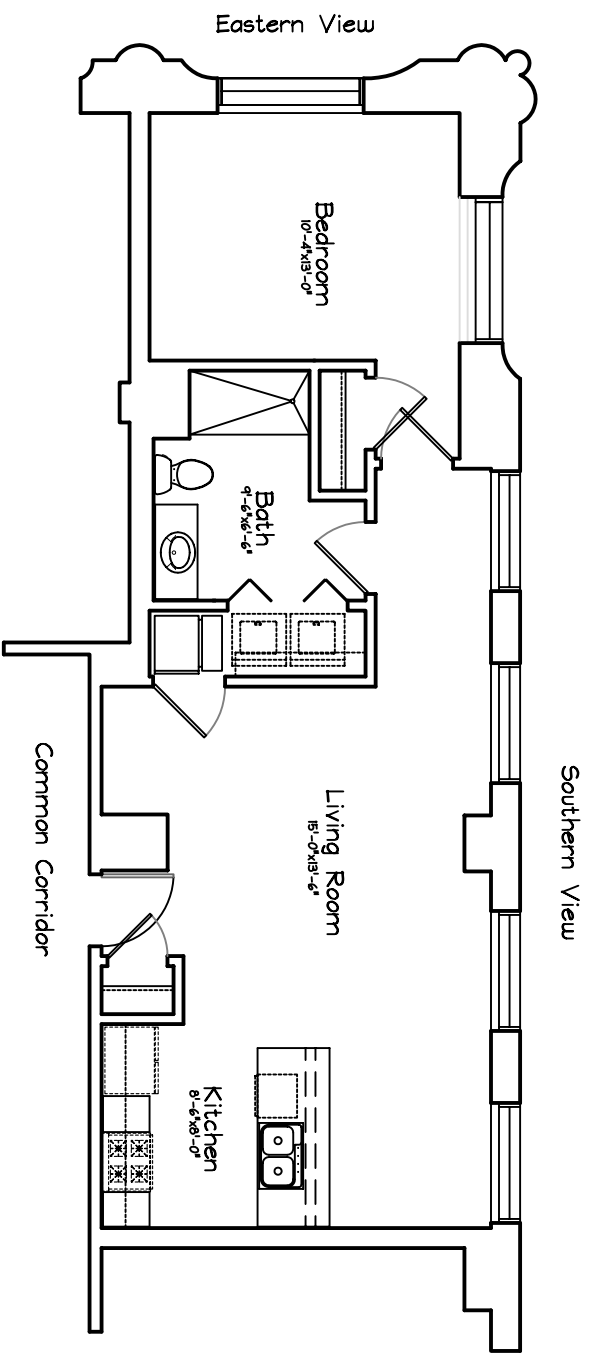 Eastern View
Bedroom
10'-4"x13'-0"
Bath
9'-6"x6'-6"
Southern View
Living Room
15'-0"x13'-6"
Common Corridor
Kitchen
8'-6"x8'-0"